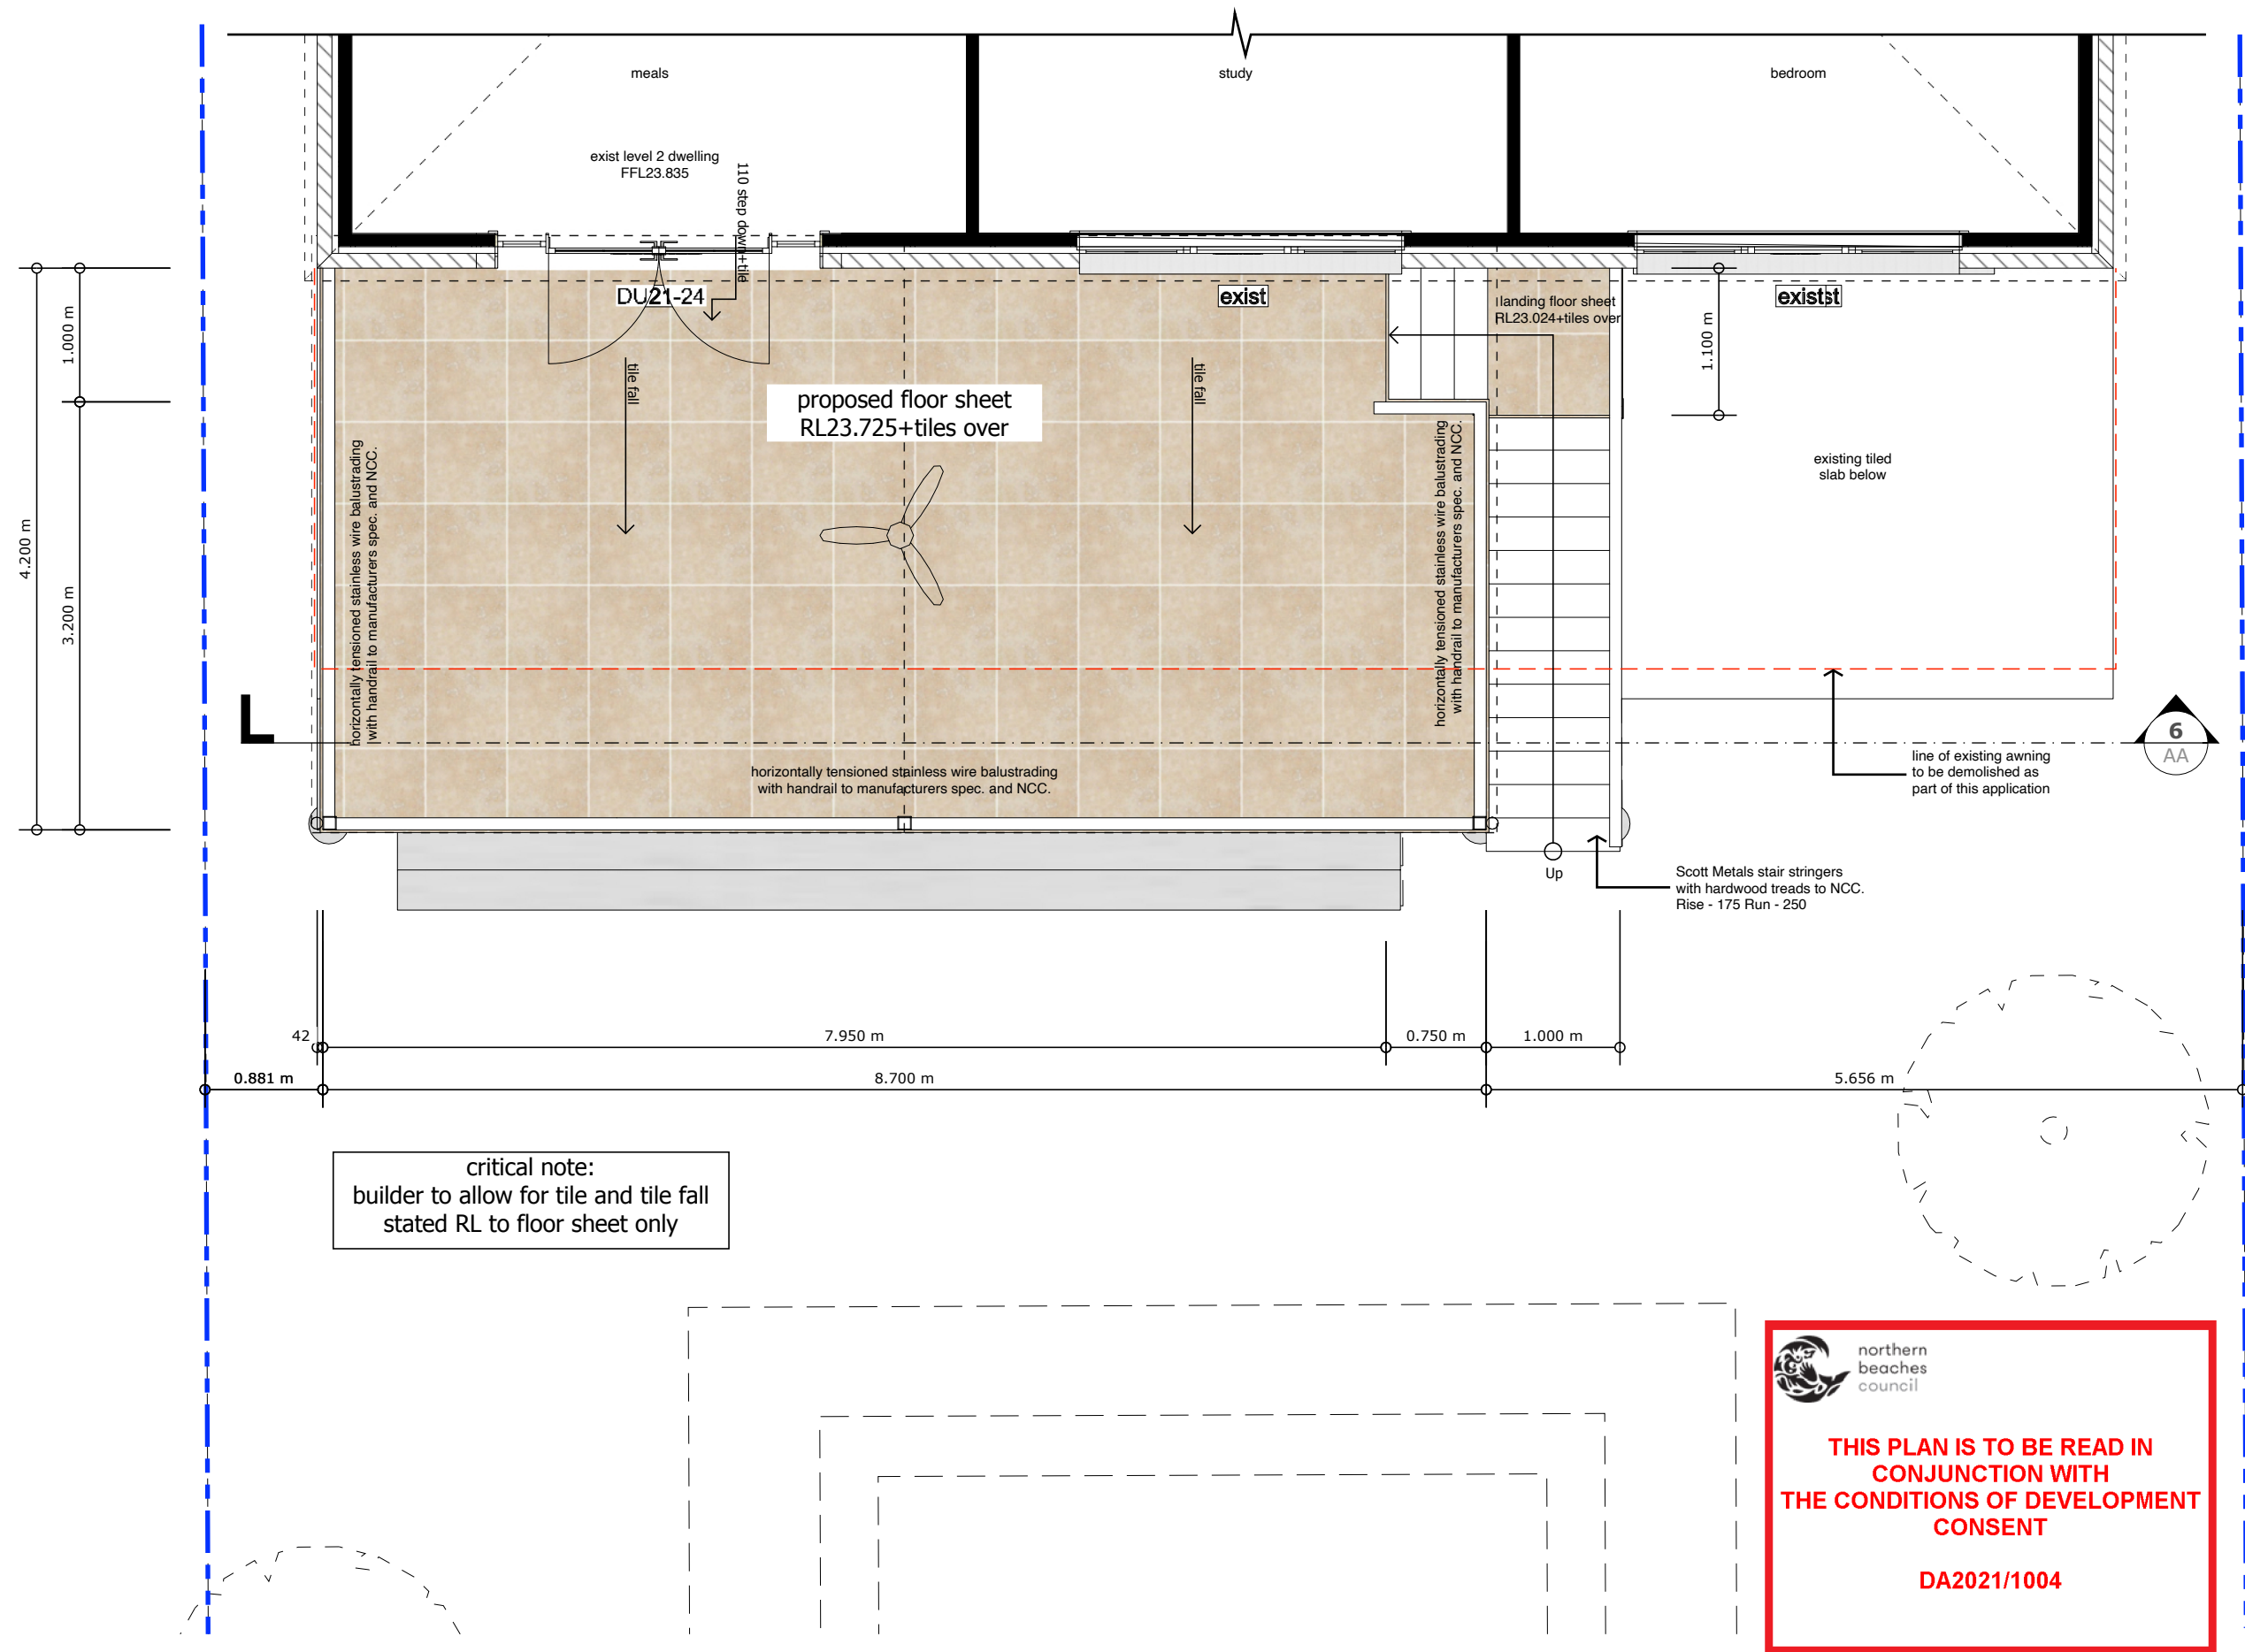 meals
study
bedroom
exist level 2 dwelling
FFL23.835
110 step down+tile
DU21-24
exist
landing floor sheet
RL23.024+tiles over
1.000 m
1.100 m
tile fall
tile fall
proposed floor sheet
RL23.725+tiles over
existing tiled
slab below
4.200 m
3.200 m
horizontally tensioned stainless wire balustrading
with handrail to manufacturers spec. and NCC.
horizontally tensioned stainless wire balustrading
with handrail to manufacturers spec. and NCC.
horizontally tensioned stainless wire balustrading
with handrail to manufacturers spec. and NCC.
6
AA
line of existing awning
to be demolished as
part of this application
Up
Scott Metals stair stringers
with hardwood treads to NCC.
Rise - 175 Run - 250
42
7.950 m
0.750 m
1.000 m
0.881 m
8.700 m
5.656 m
critical note:
builder to allow for tile and tile fall
stated RL to floor sheet only
northern
beaches
council
THIS PLAN IS TO BE READ IN
CONJUNCTION WITH
THE CONDITIONS OF DEVELOPMENT
CONSENT
DA2021/1004